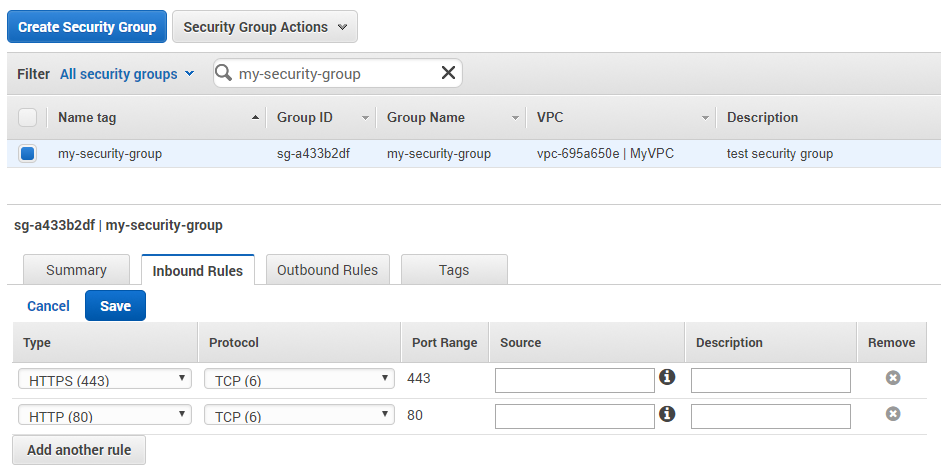 Create Security Group Security Group Actions
Filter All security groups my-security-group
Name tag Group ID Group Name VPC Description
my-security-group sg-a433b2df my-security-group vpc-695a650e | MyVPC test security group
sg-a433b2df | my-security-group
Summary Inbound Rules Outbound Rules Tags
Cancel Save
Type Protocol Port Range Source Description Remove
HTTPS (443) TCP (6) 443
HTTP (80) TCP (6) 80
Add another rule